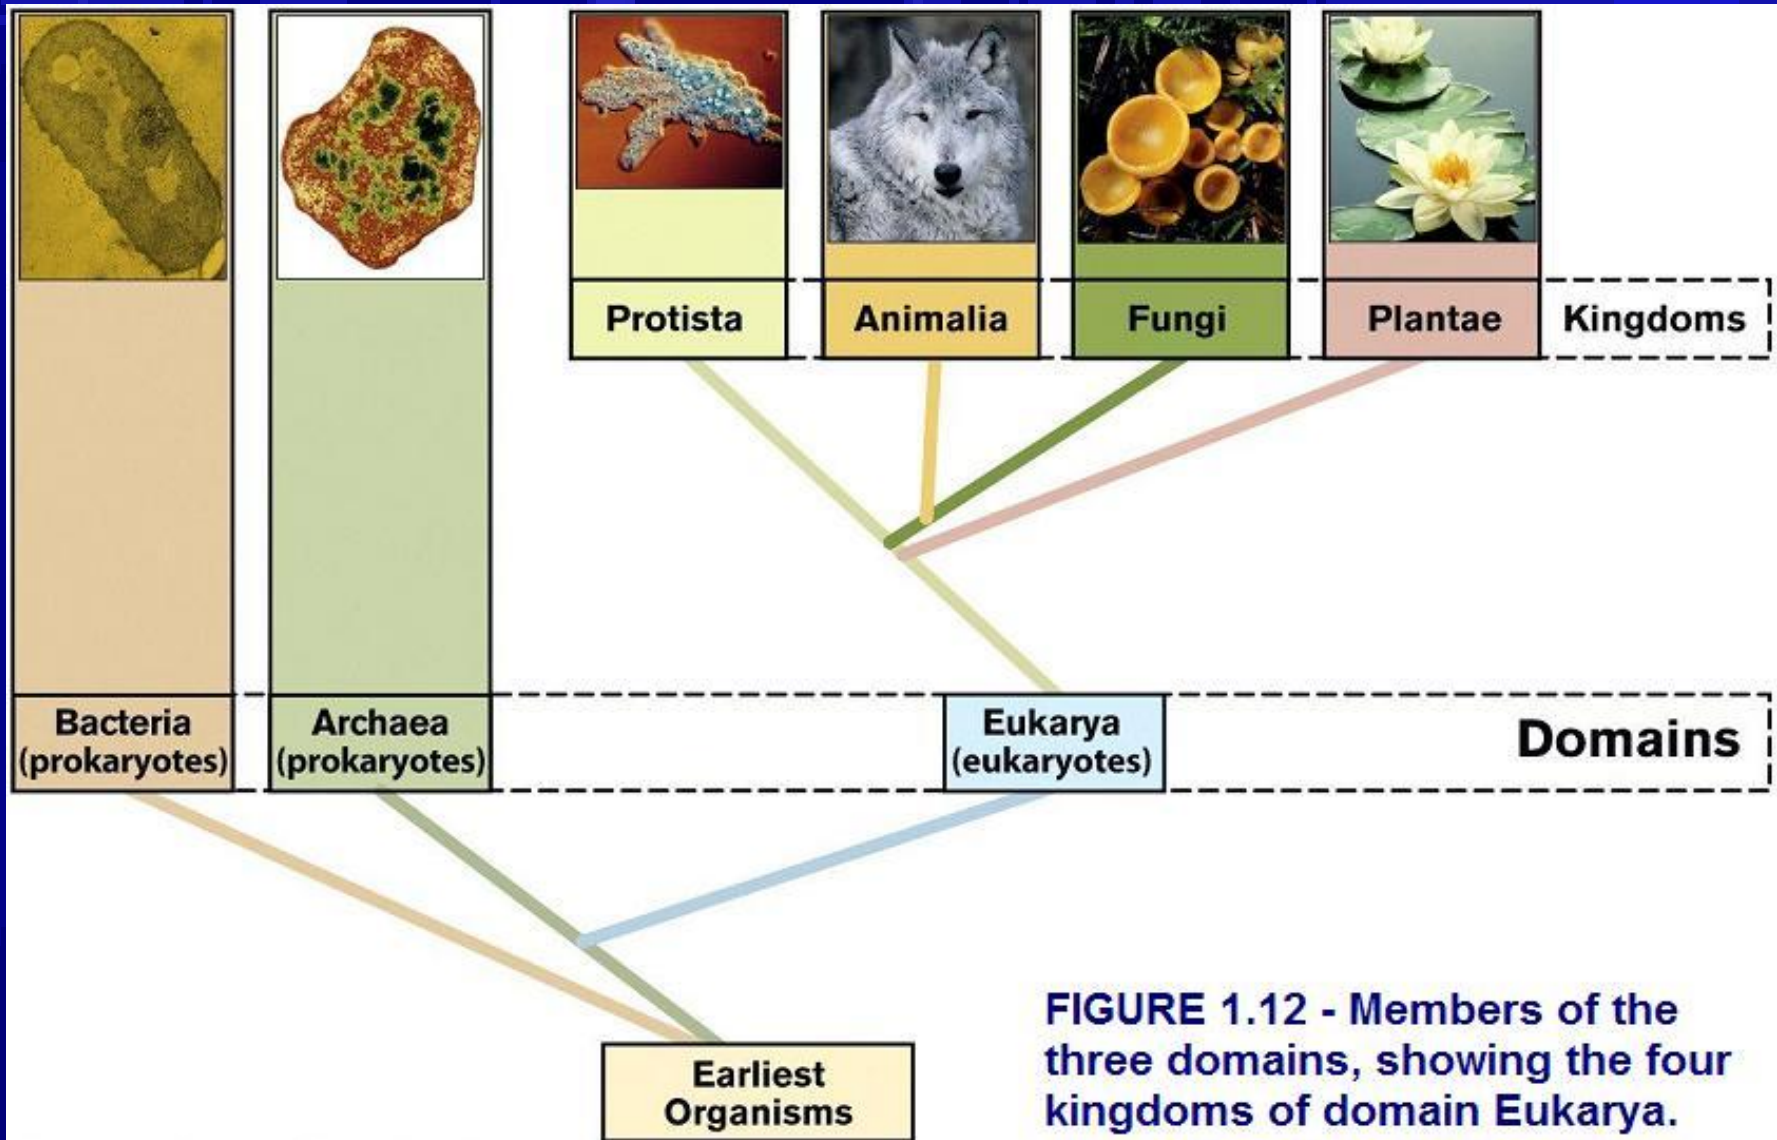 Protista
Animalia
Fungi
Plantae
Kingdoms
Bacteria
(prokaryotes)
Archaea
(prokaryotes)
Eukarya
(eukaryotes)
Domains
Earliest
Organisms
FIGURE 1.12 - Members of the
three domains, showing the four
kingdoms of domain Eukarya.